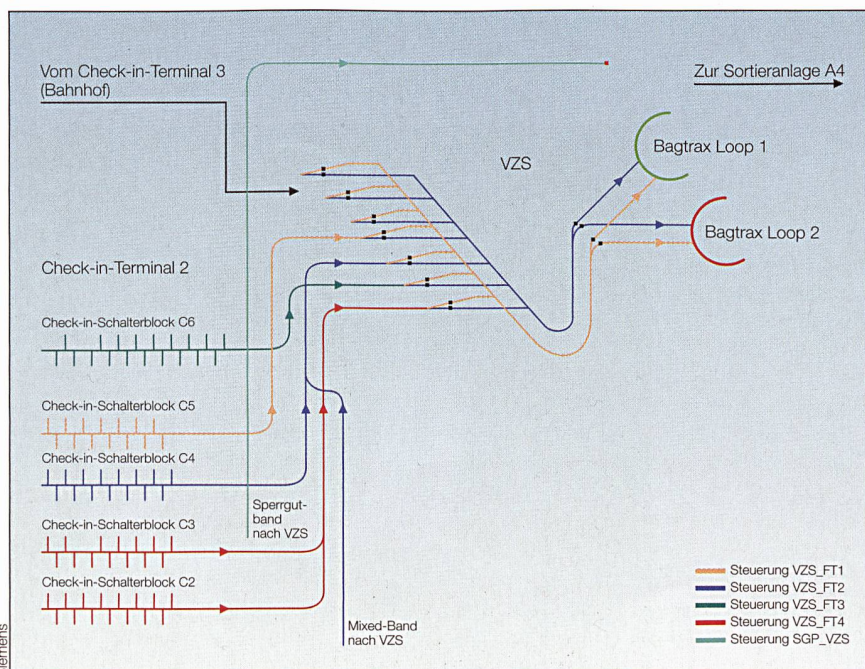 Vom Check-in-Terminal 3
(Bahnhof)
Zur Sortieranlage A4
Bagtrax Loop 1
VZS
Bagtrax Loop 2
Check-in-Terminal 2
Check-in-Schalterblock C6
Check-in-Schalterblock C5
Check-in-Schalterblock C4
Sperrgut-
band
nach VZS
Check-in-Schalterblock C3
Check-in-Schalterblock C2
Mixed-Band
nach VZS
Steuerung VZS_FT1
Steuerung VZS_FT2
Steuerung VZS_FT3
Steuerung VZS_FT4
Steuerung SGP_VZS